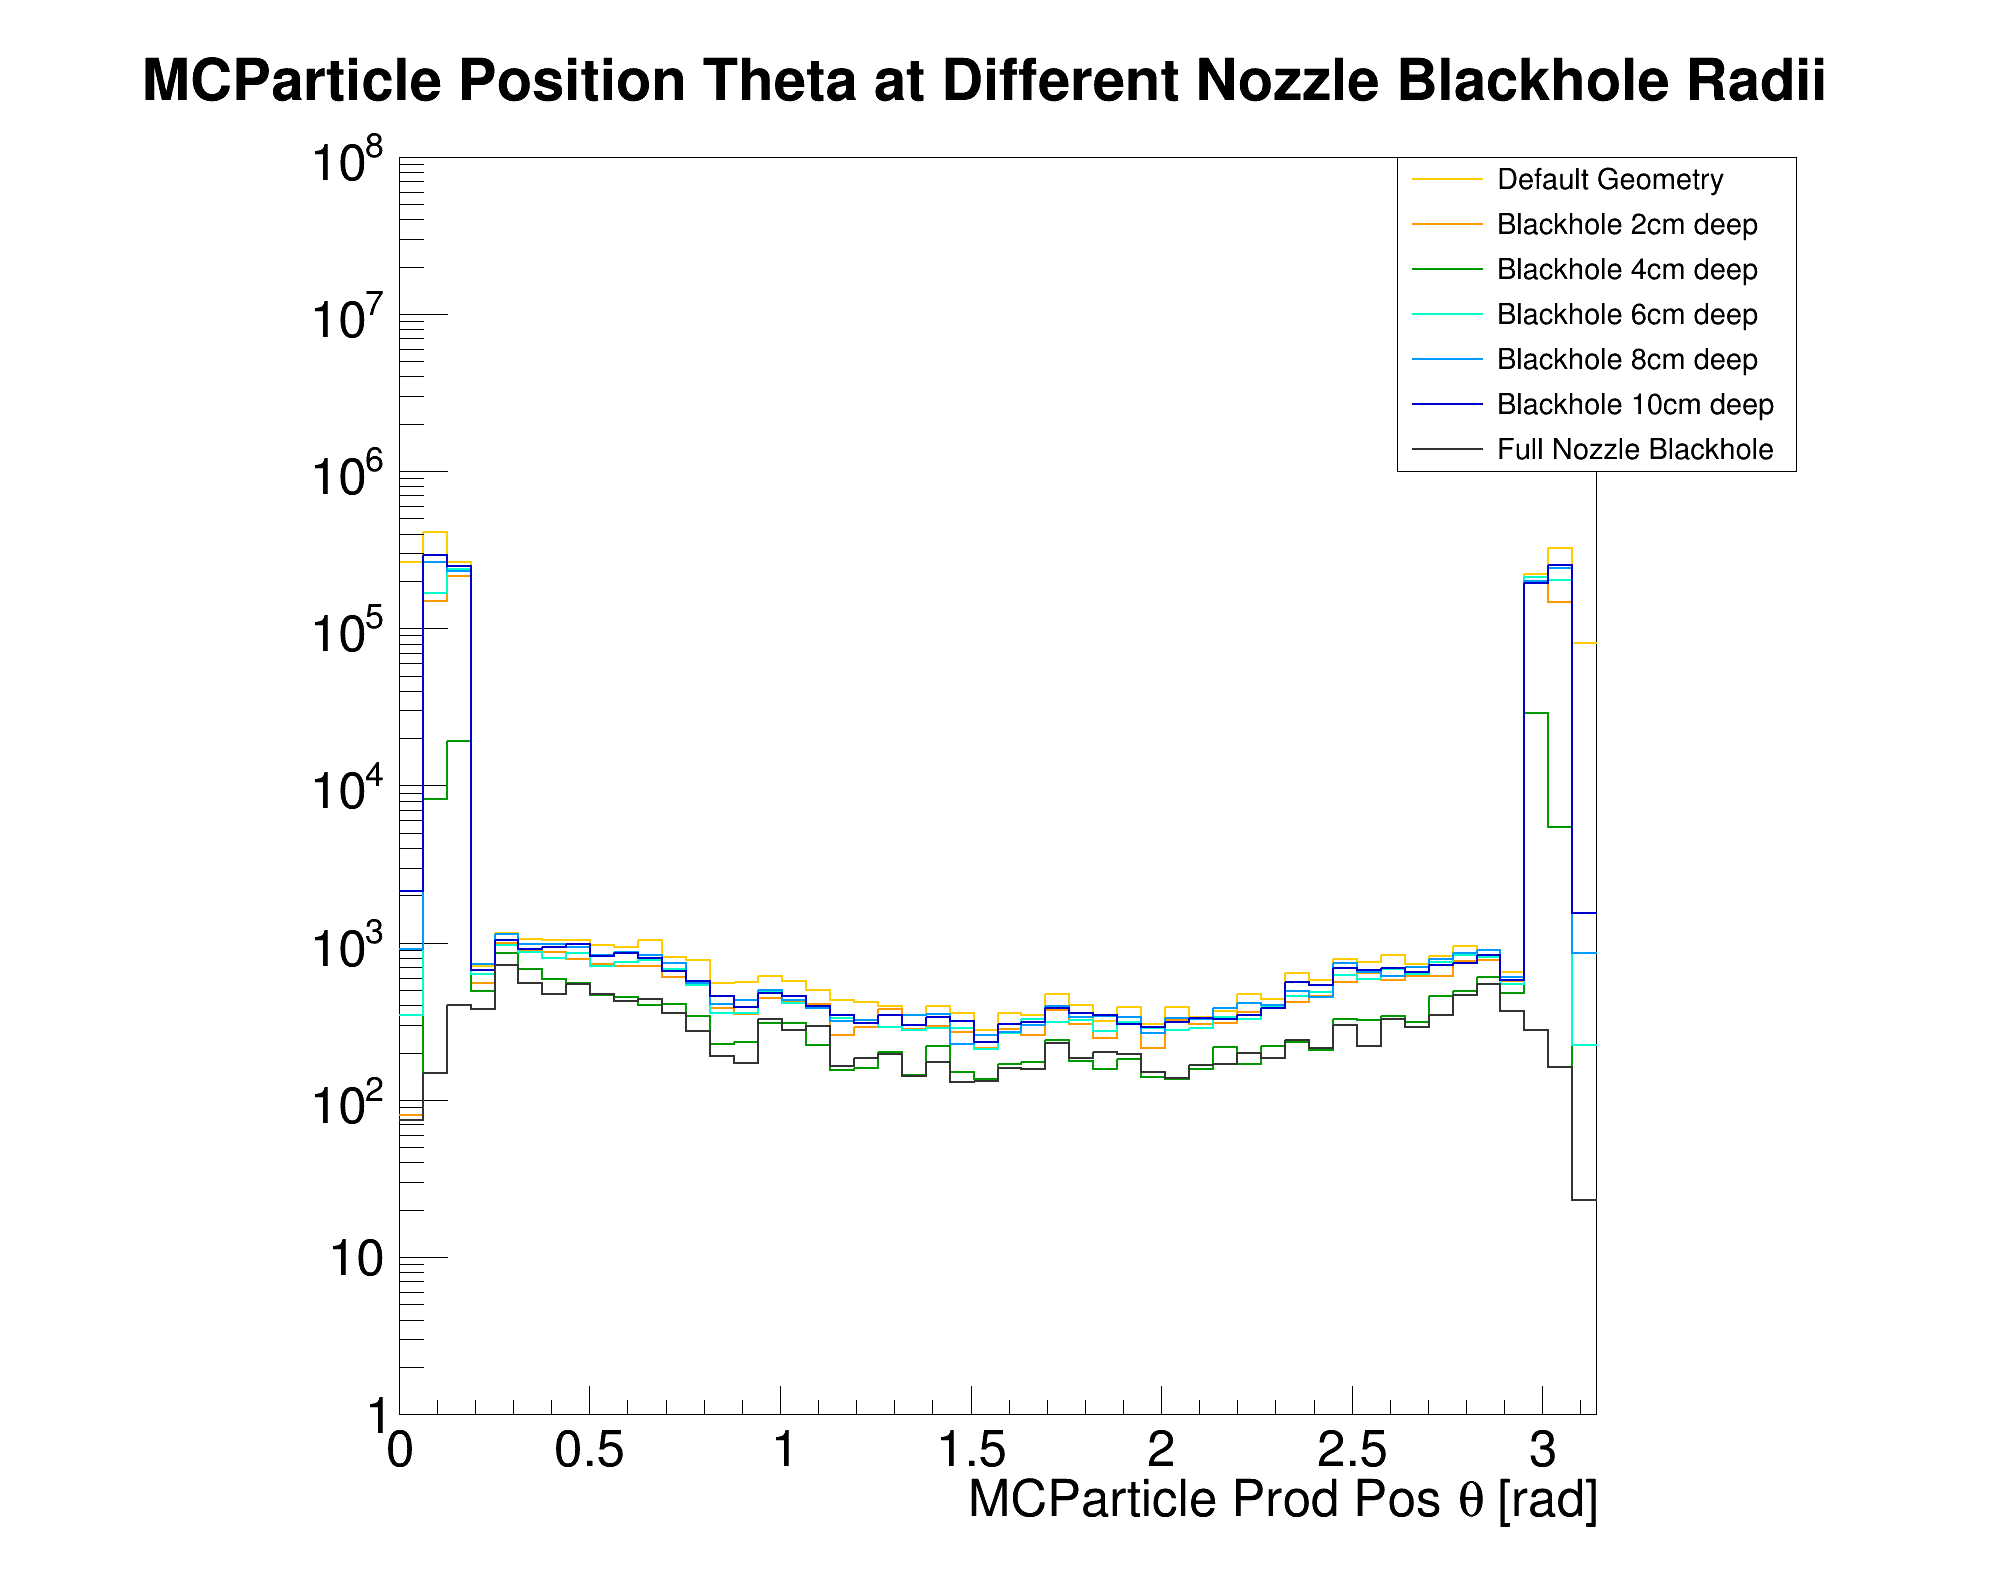 MCParticle Position Theta at Different Nozzle Blackhole Radii
10^8
10^7
10^6
10^5
10^4
10^3
10^2
10
1
Default Geometry
Blackhole 2cm deep
Blackhole 4cm deep
Blackhole 6cm deep
Blackhole 8cm deep
Blackhole 10cm deep
Full Nozzle Blackhole
0 0.5 1 1.5 2 2.5 3
MCParticle Prod Pos θ [rad]